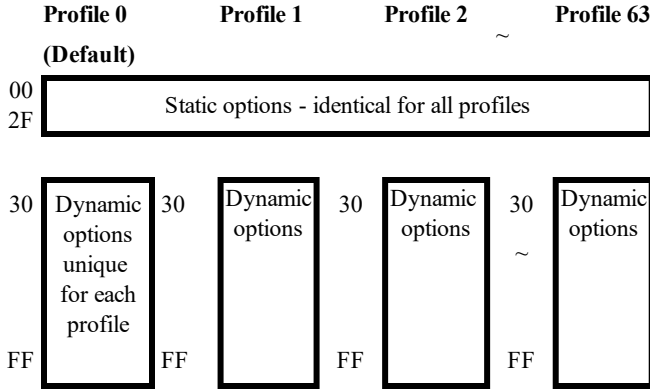 Profile 0 Profile 1 Profile 2 Profile 63
~
(Default)
00
Static options - identical for all profiles
2F
30 Dynamic 30 Dynamic 30 Dynamic 30 Dynamic
options options options options
unique ~
for each
profile
FF FF FF FF